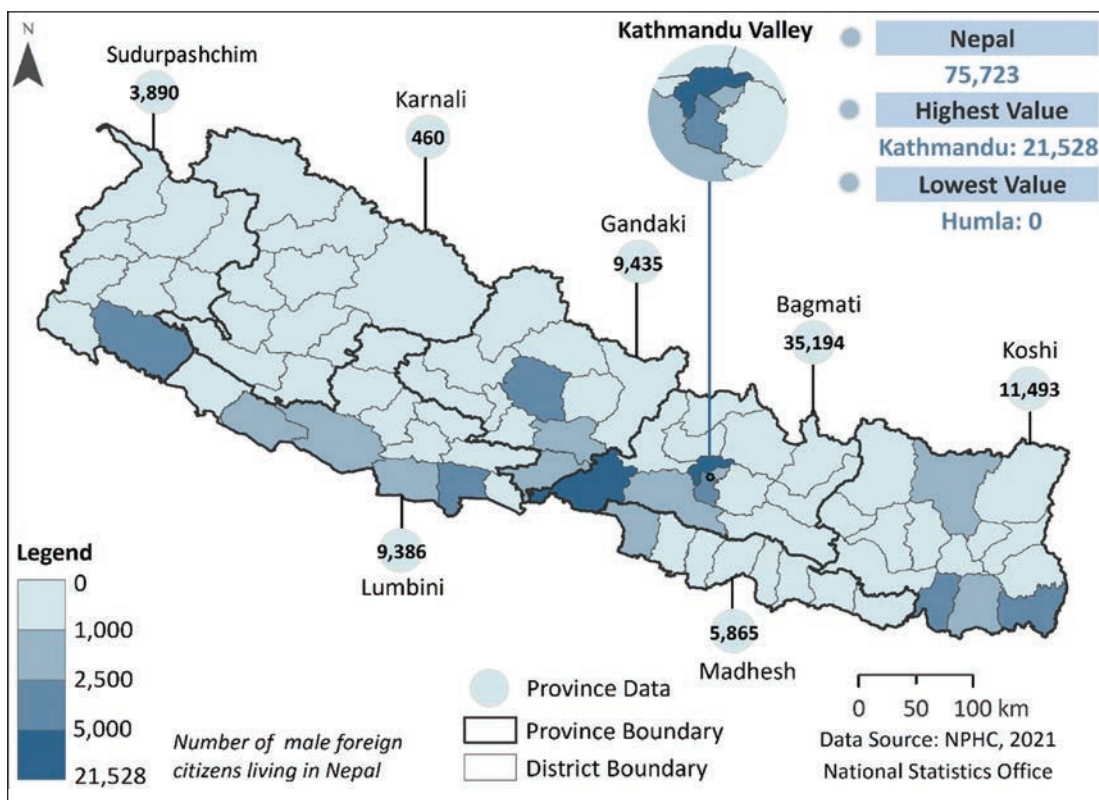 N
Sudurpashchim
3,890
Karnali
460
Kathmandu Valley
Nepal
75,723
Highest Value
Kathmandu: 21,528
Lowest Value
Humla: 0
Gandaki
9,435
Bagmati
35,194
Koshi
11,493
9,386
Lumbini
5,865
Madhesh
Legend
0
1,000
2,500
5,000
21,528
Number of male foreign
citizens living in Nepal
Province Data
Province Boundary
District Boundary
0 50 100 km
Data Source: NPHC, 2021
National Statistics Office